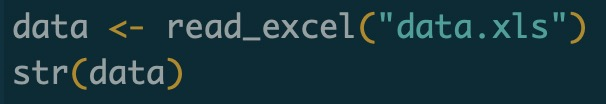 data <- read_excel("data.xls")
str(data)